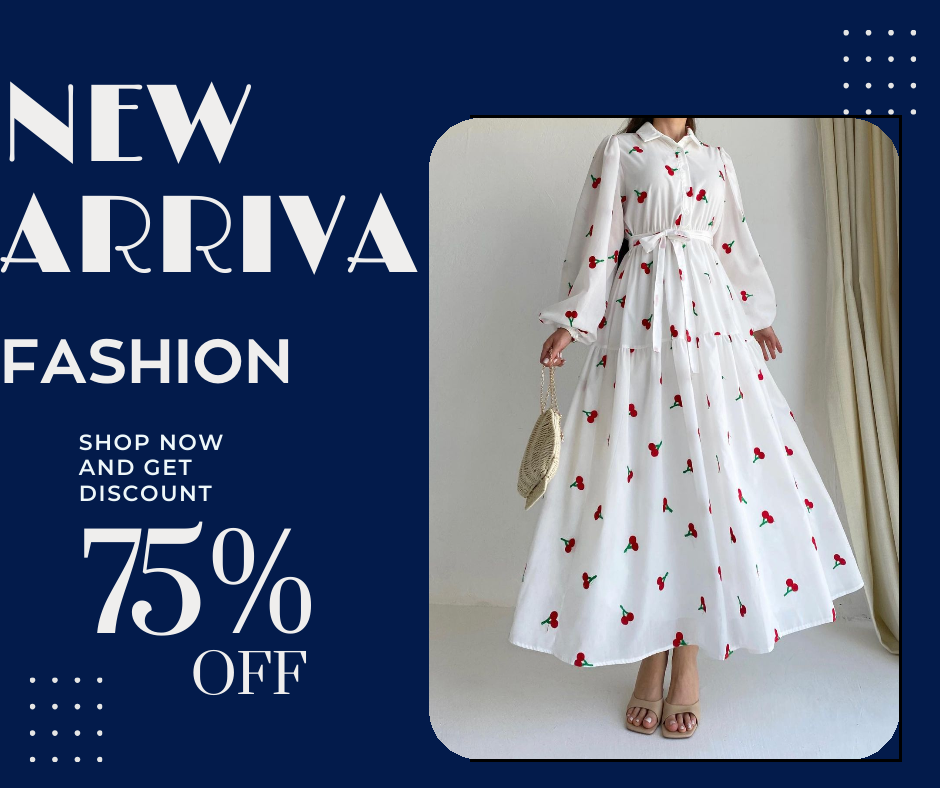 NEW
ARRIVA
FASHION
SHOP NOW
AND GET
DISCOUNT
75%
OFF